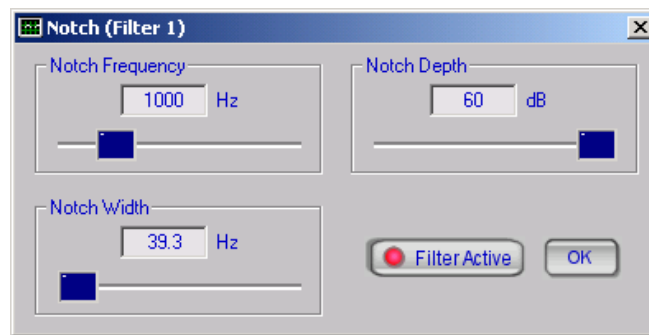 Notch (Filter 1)
Notch Frequency
1000 Hz
Notch Depth
60 dB
Notch Width
39.3 Hz
Filter Active
OK